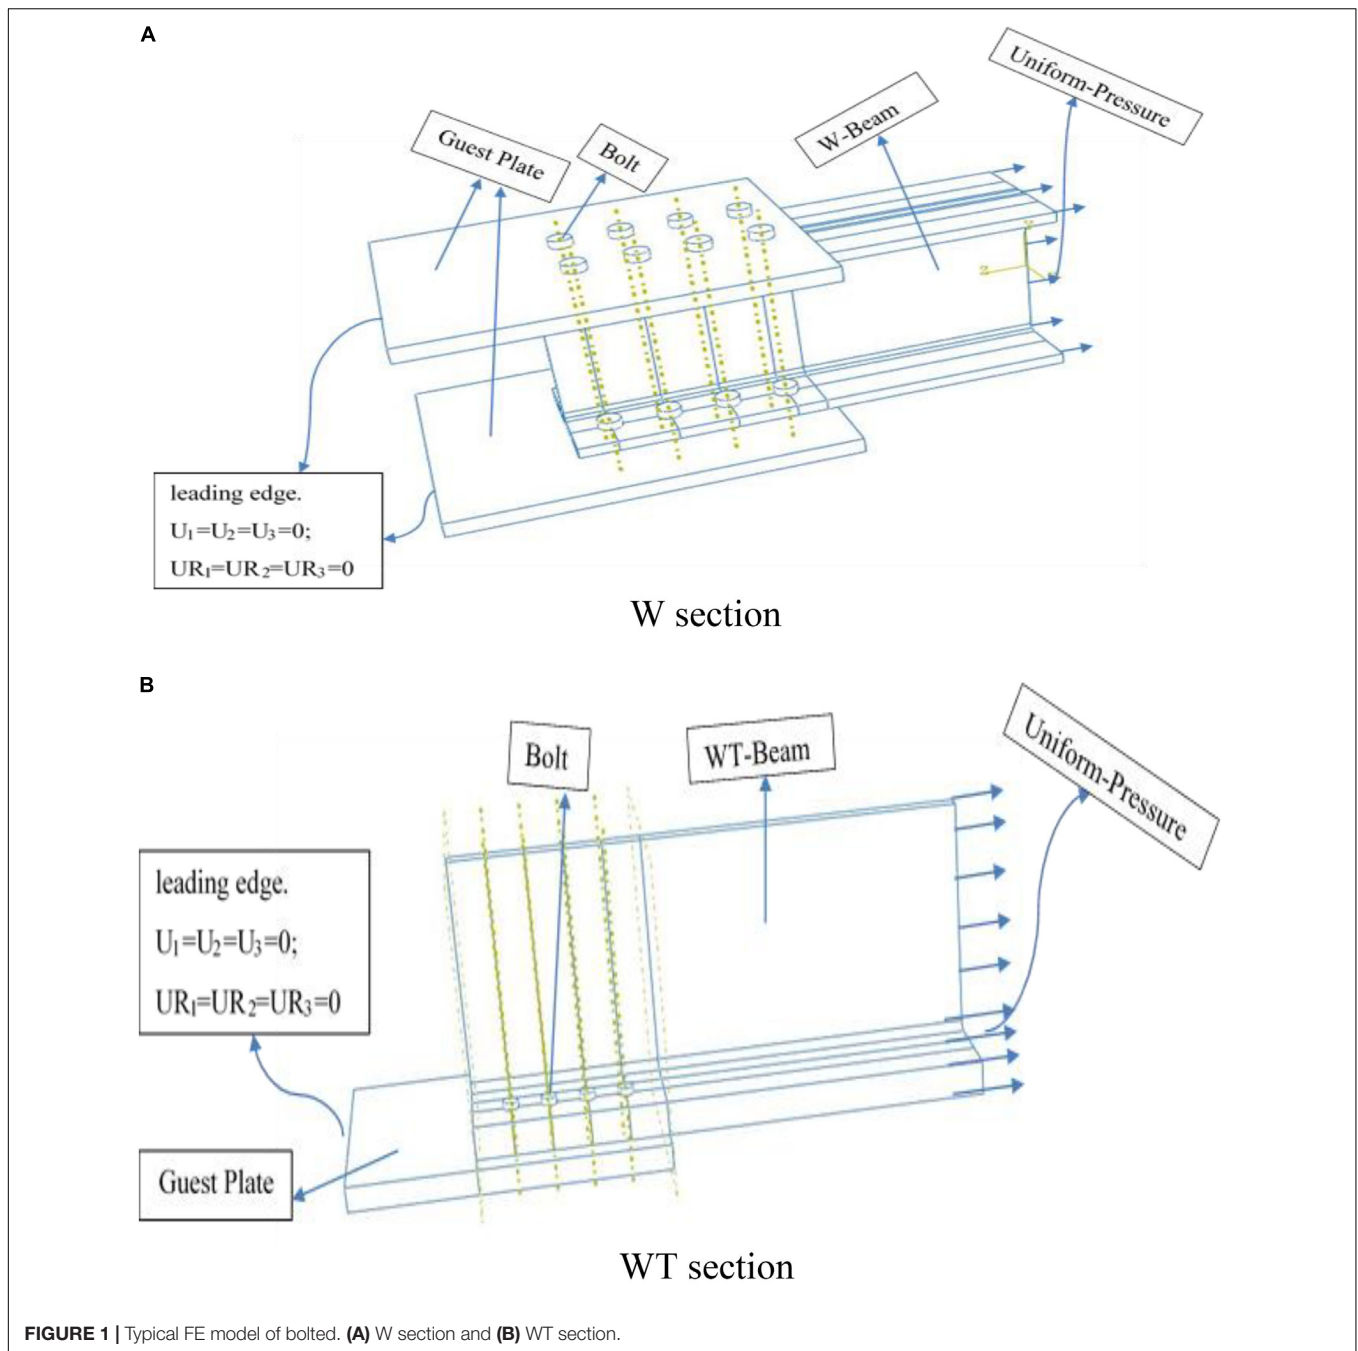 A
Uniform-Pressure
W-Beam
Guest Plate
Bolt
Y
Z
leading edge.
U₁=U₂=U₃=0;
UR₁=UR₂=UR₃=0
W section
B
Bolt
WT-Beam
Uniform-Pressure
leading edge.
U₁=U₂=U₃=0;
UR₁=UR₂=UR₃=0
Guest Plate
WT section
FIGURE 1 | Typical FE model of bolted. (A) W section and (B) WT section.